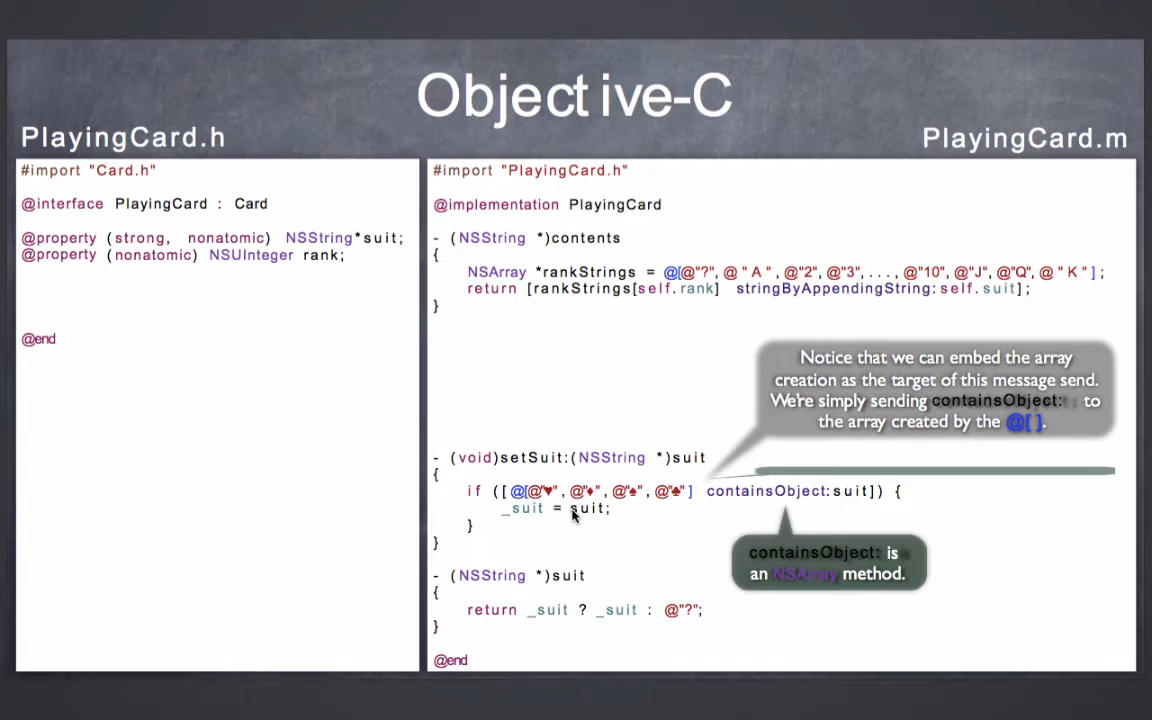 Objective-C
PlayingCard.h
PlayingCard.m
#import "Card.h"
@interface PlayingCard : Card
@property (strong, nonatomic) NSString *suit;
@property (nonatomic) NSUInteger rank;
@end
#import "PlayingCard.h"
@implementation PlayingCard
- (NSString *)contents
{
NSArray *rankStrings = @[@"?", @"A", @"2", @"3", ..., @"10", @"J", @"Q", @"K"];
return [rankStrings[self.rank] stringByAppendingString:self.suit];
}
Notice that we can embed the array
creation as the target of this message send.
We're simply sending containsObject: to
the array created by the @[ ].
- (void)setSuit:(NSString *)suit
{
if ([@[@"♥", @"♦", @"♠", @"♣"] containsObject:suit]) {
_suit = suit;
}
}
containsObject: is
an NSArray method.
- (NSString *)suit
{
return _suit ? _suit : @"?";
}
@end